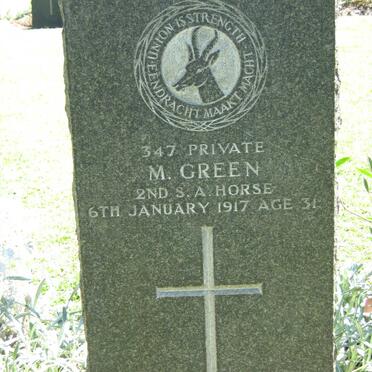 UNION IS STRENGTH
EENDRACHT MAAKT MACHT
347 PRIVATE
M. GREEN
2ND S. A. HORSE
6TH JANUARY 1917 AGE 31